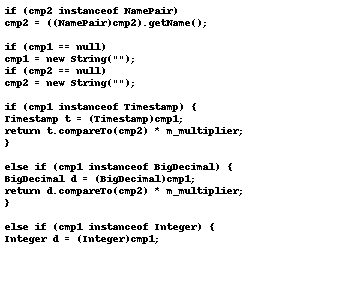 if (cmp2 instanceof NamePair)
cmp2 = ((NamePair)cmp2).getName();

if (cmp1 == null)
cmp1 = new String("");
if (cmp2 == null)
cmp2 = new String("");

if (cmp1 instanceof Timestamp) {
Timestamp t = (Timestamp)cmp1;
return t.compareTo(cmp2) * m_multiplier;
}

else if (cmp1 instanceof BigDecimal) {
BigDecimal d = (BigDecimal)cmp1;
return d.compareTo(cmp2) * m_multiplier;
}

else if (cmp1 instanceof Integer) {
Integer d = (Integer)cmp1;